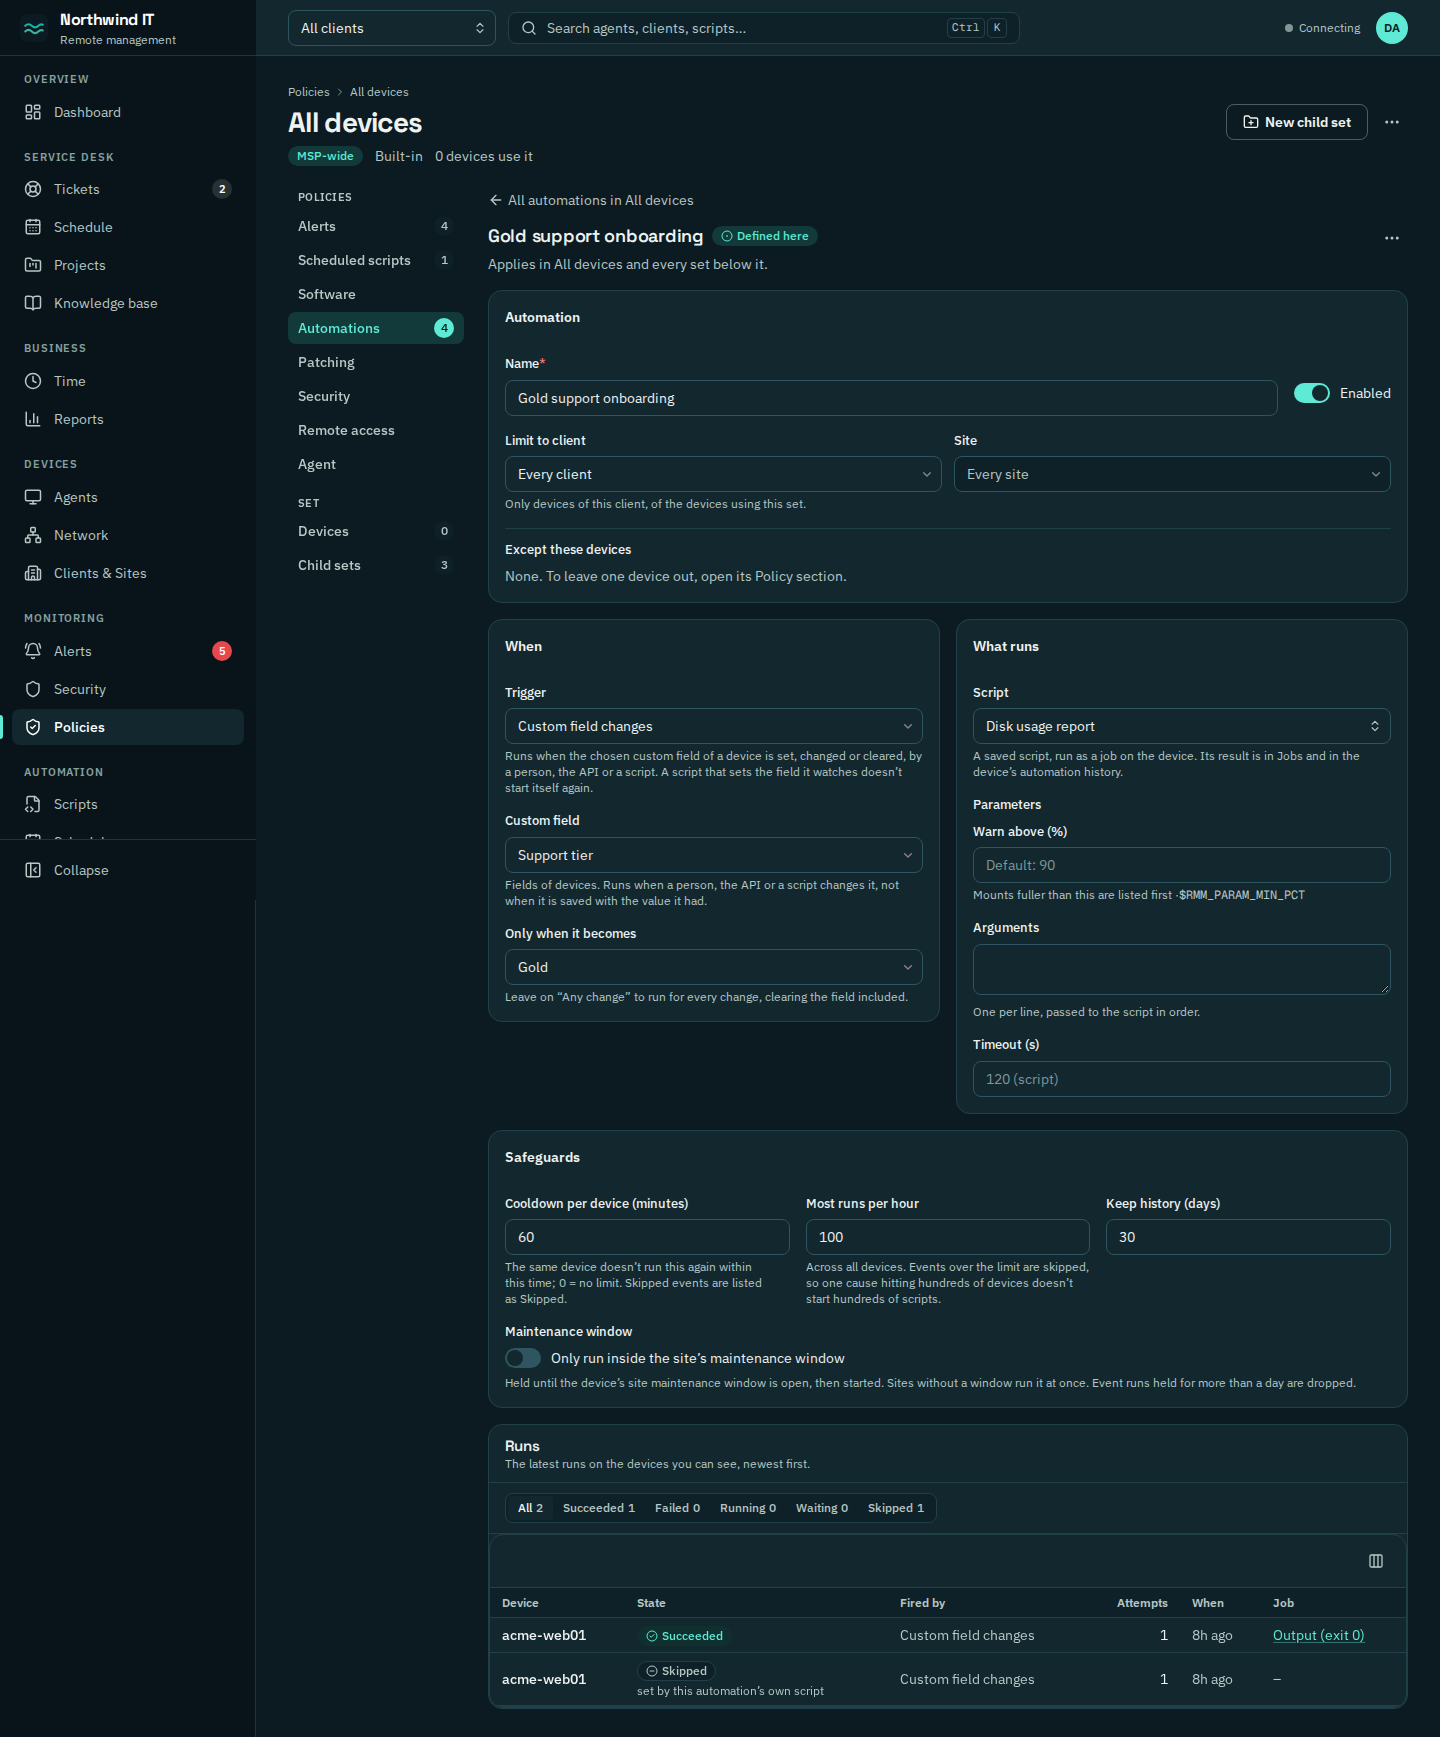 Northwind IT
Remote management
All clients
Search agents, clients, scripts...
Ctrl K
Connecting
DA
OVERVIEW
Dashboard
SERVICE DESK
Tickets 2
Schedule
Projects
Knowledge base
BUSINESS
Time
Reports
DEVICES
Agents
Network
Clients & Sites
MONITORING
Alerts 5
Security
Policies
AUTOMATION
Scripts
Collapse
Policies > All devices
All devices
New child set
MSP-wide Built-in 0 devices use it
POLICIES
Alerts 4
Scheduled scripts 1
Software
Automations 4
Patching
Security
Remote access
Agent
SET
Devices 0
Child sets 3
All automations in All devices
Gold support onboarding Defined here
Applies in All devices and every set below it.
Automation
Name*
Gold support onboarding
Enabled
Limit to client
Every client
Site
Every site
Only devices of this client, of the devices using this set.
Except these devices
None. To leave one device out, open its Policy section.
When
Trigger
Custom field changes
Runs when the chosen custom field of a device is set, changed or cleared, by
a person, the API or a script. A script that sets the field it watches doesn’t
start itself again.
Custom field
Support tier
Fields of devices. Runs when a person, the API or a script changes it, not
when it is saved with the value it had.
Only when it becomes
Gold
Leave on “Any change” to run for every change, clearing the field included.
What runs
Script
Disk usage report
A saved script, run as a job on the device. Its result is in Jobs and in the
device’s automation history.
Parameters
Warn above (%)
Default: 90
Mounts fuller than this are listed first ·$RMM_PARAM_MIN_PCT
Arguments
One per line, passed to the script in order.
Timeout (s)
120 (script)
Safeguards
Cooldown per device (minutes)
60
The same device doesn’t run this again within
this time; 0 = no limit. Skipped events are listed
as Skipped.
Most runs per hour
100
Across all devices. Events over the limit are skipped,
so one cause hitting hundreds of devices doesn’t
start hundreds of scripts.
Keep history (days)
30
Maintenance window
Only run inside the site’s maintenance window
Held until the device’s site maintenance window is open, then started. Sites without a window run it at once. Event runs held for more than a day are dropped.
Runs
The latest runs on the devices you can see, newest first.
All 2 Succeeded 1 Failed 0 Running 0 Waiting 0 Skipped 1
Device State Fired by Attempts When Job
acme-web01 Succeeded Custom field changes 1 8h ago Output (exit 0)
acme-web01 Skipped Custom field changes 1 8h ago –
set by this automation’s own script